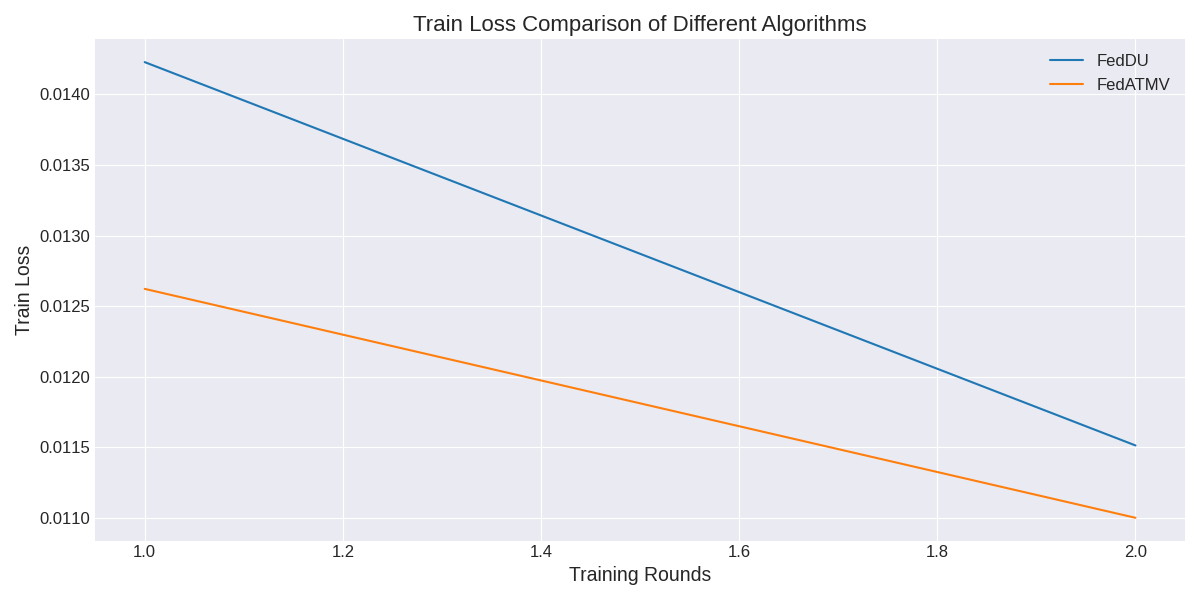 Train Loss Comparison of Different Algorithms
FedDU
FedATMV
Train Loss
0.0140
0.0135
0.0130
0.0125
0.0120
0.0115
0.0110
1.0 1.2 1.4 1.6 1.8 2.0
Training Rounds